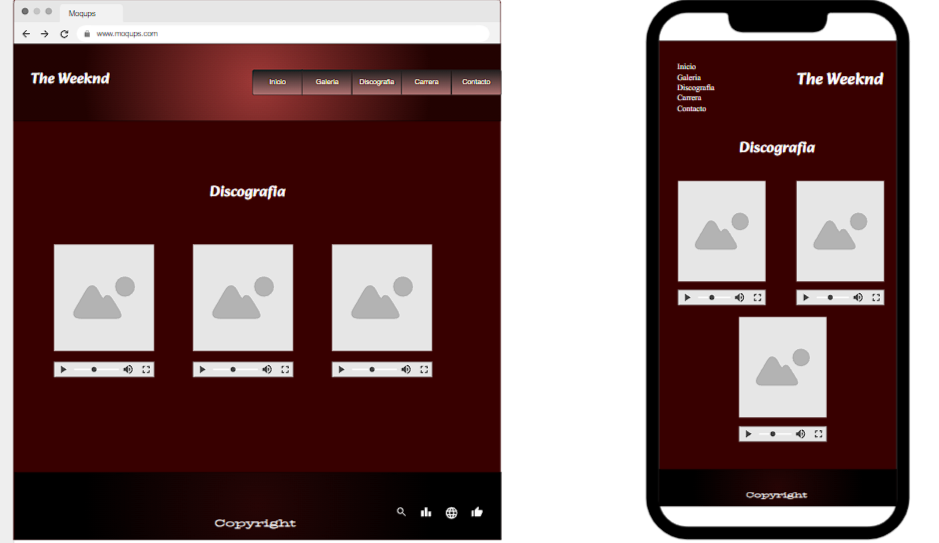 Moqups
www.moqups.com
The Weeknd
Inicio
Galeria
Discografia
Carrera
Contacto
Discografia
Copyright
Inicio
Galeria
Discografia
Carrera
Contacto
The Weeknd
Discografia
Copyright